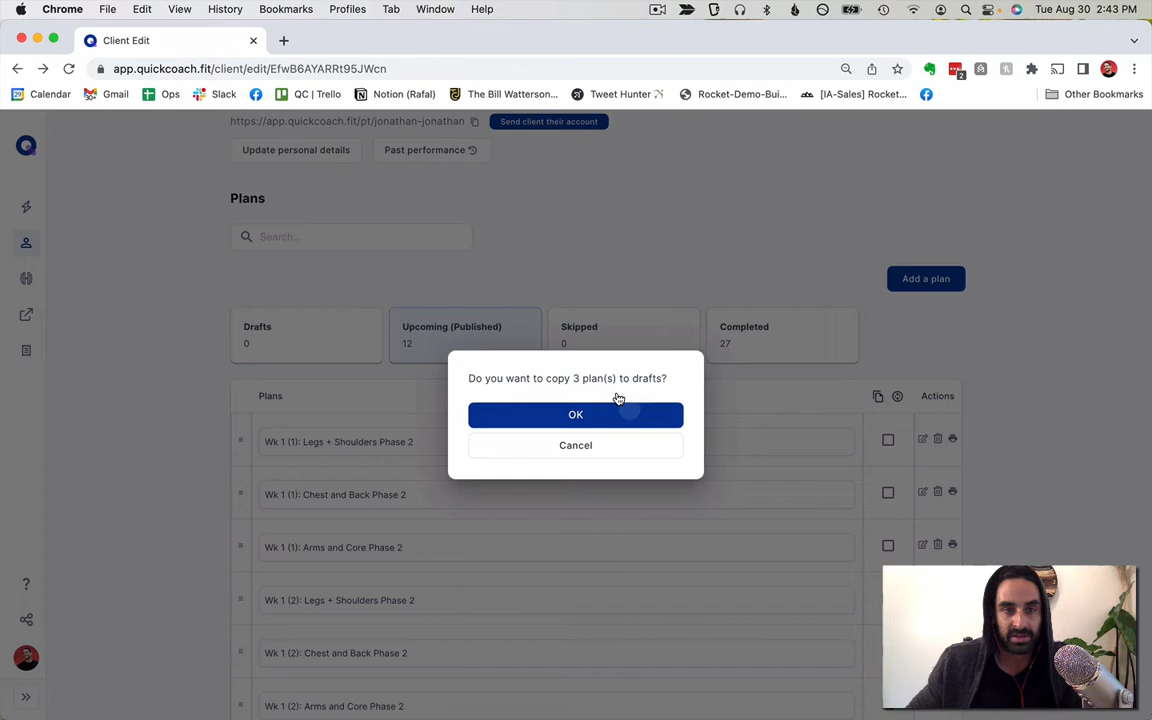 Chrome File Edit View History Bookmarks Profiles Tab Window Help Tue Aug 30 2:43 PM
Client Edit
app.quickcoach.fit/client/edit/EfwB6AYARRt95JWcn
2
Calendar Gmail Ops Slack QC | Trello Notion (Rafal) The Bill Watterson... Tweet Hunter Rocket-Demo-Bui... [IA-Sales] Rocket... Other Bookmarks
https://app.quickcoach.fit/pt/jonathan-jonathan Send client their account
Update personal details Past performance
Plans
Search...
Add a plan
Drafts Upcoming (Published) Skipped Completed
0 12 0 27
Do you want to copy 3 plan(s) to drafts?
OK
Cancel
Plans Actions
Wk 1 (1): Legs + Shoulders Phase 2
Wk 1 (1): Chest and Back Phase 2
Wk 1 (1): Arms and Core Phase 2
Wk 1 (2): Legs + Shoulders Phase 2
Wk 1 (2): Chest and Back Phase 2
Wk 1 (2): Arms and Core Phase 2